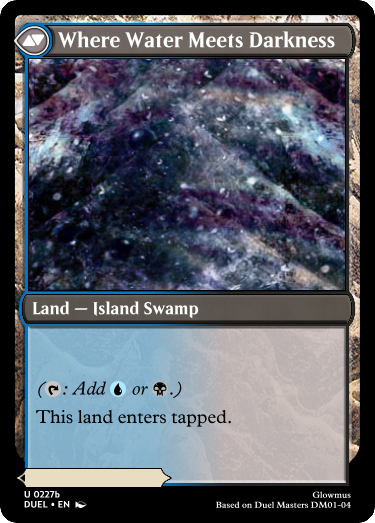 Where Water Meets Darkness
Land — Island Swamp
(: Add or .)
This land enters tapped.
U 0227b
DUEL • EN
Glowmus
Based on Duel Masters DM01-04